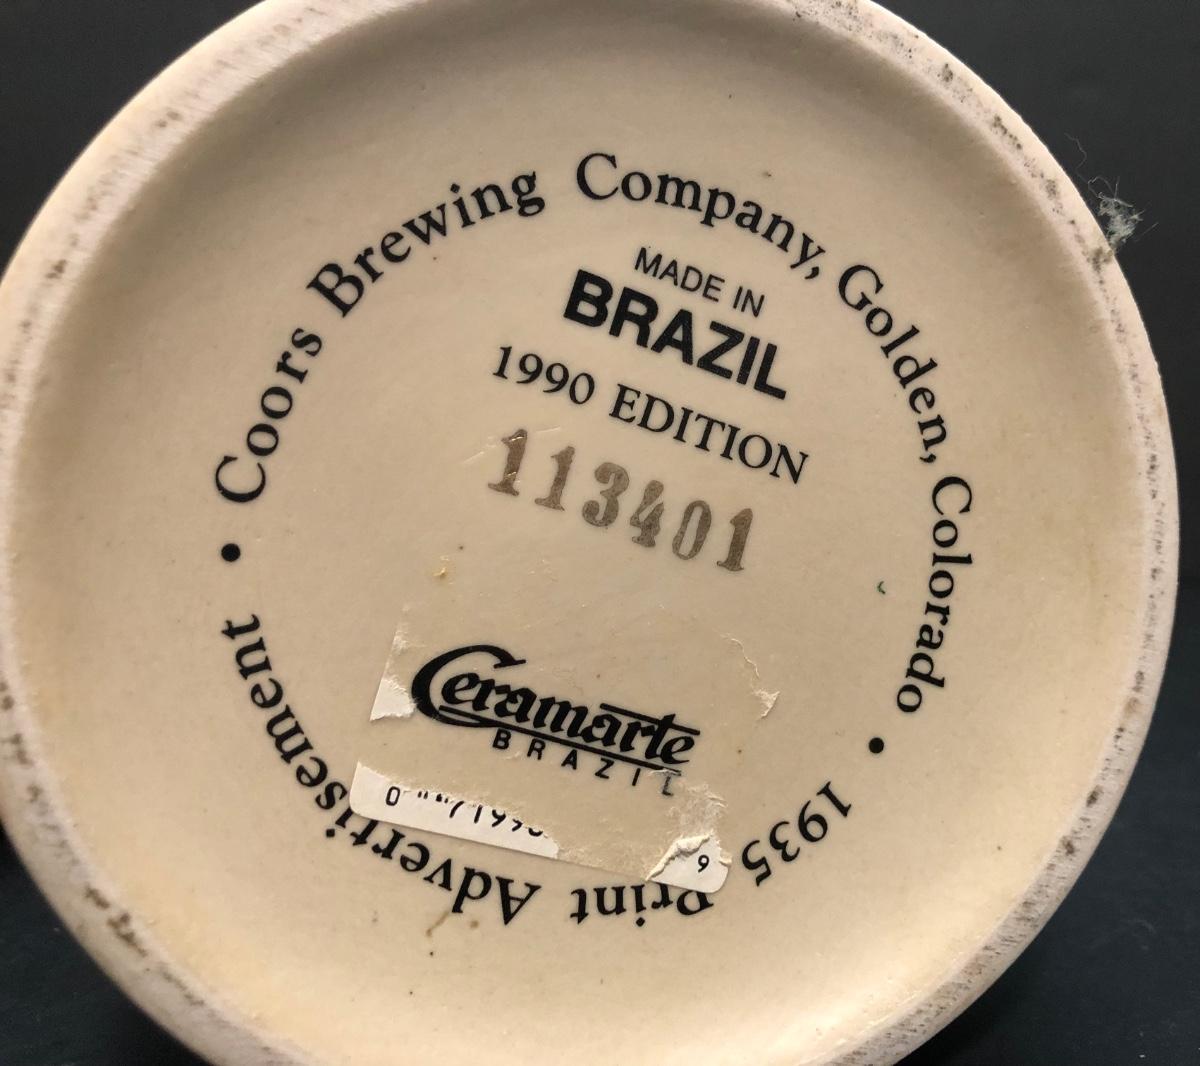 • Coors Brewing Company, Golden, Colorado • 1935 Print Advertisement
MADE IN
BRAZIL
1990 EDITION
113401
Ceramarte
BRAZIL